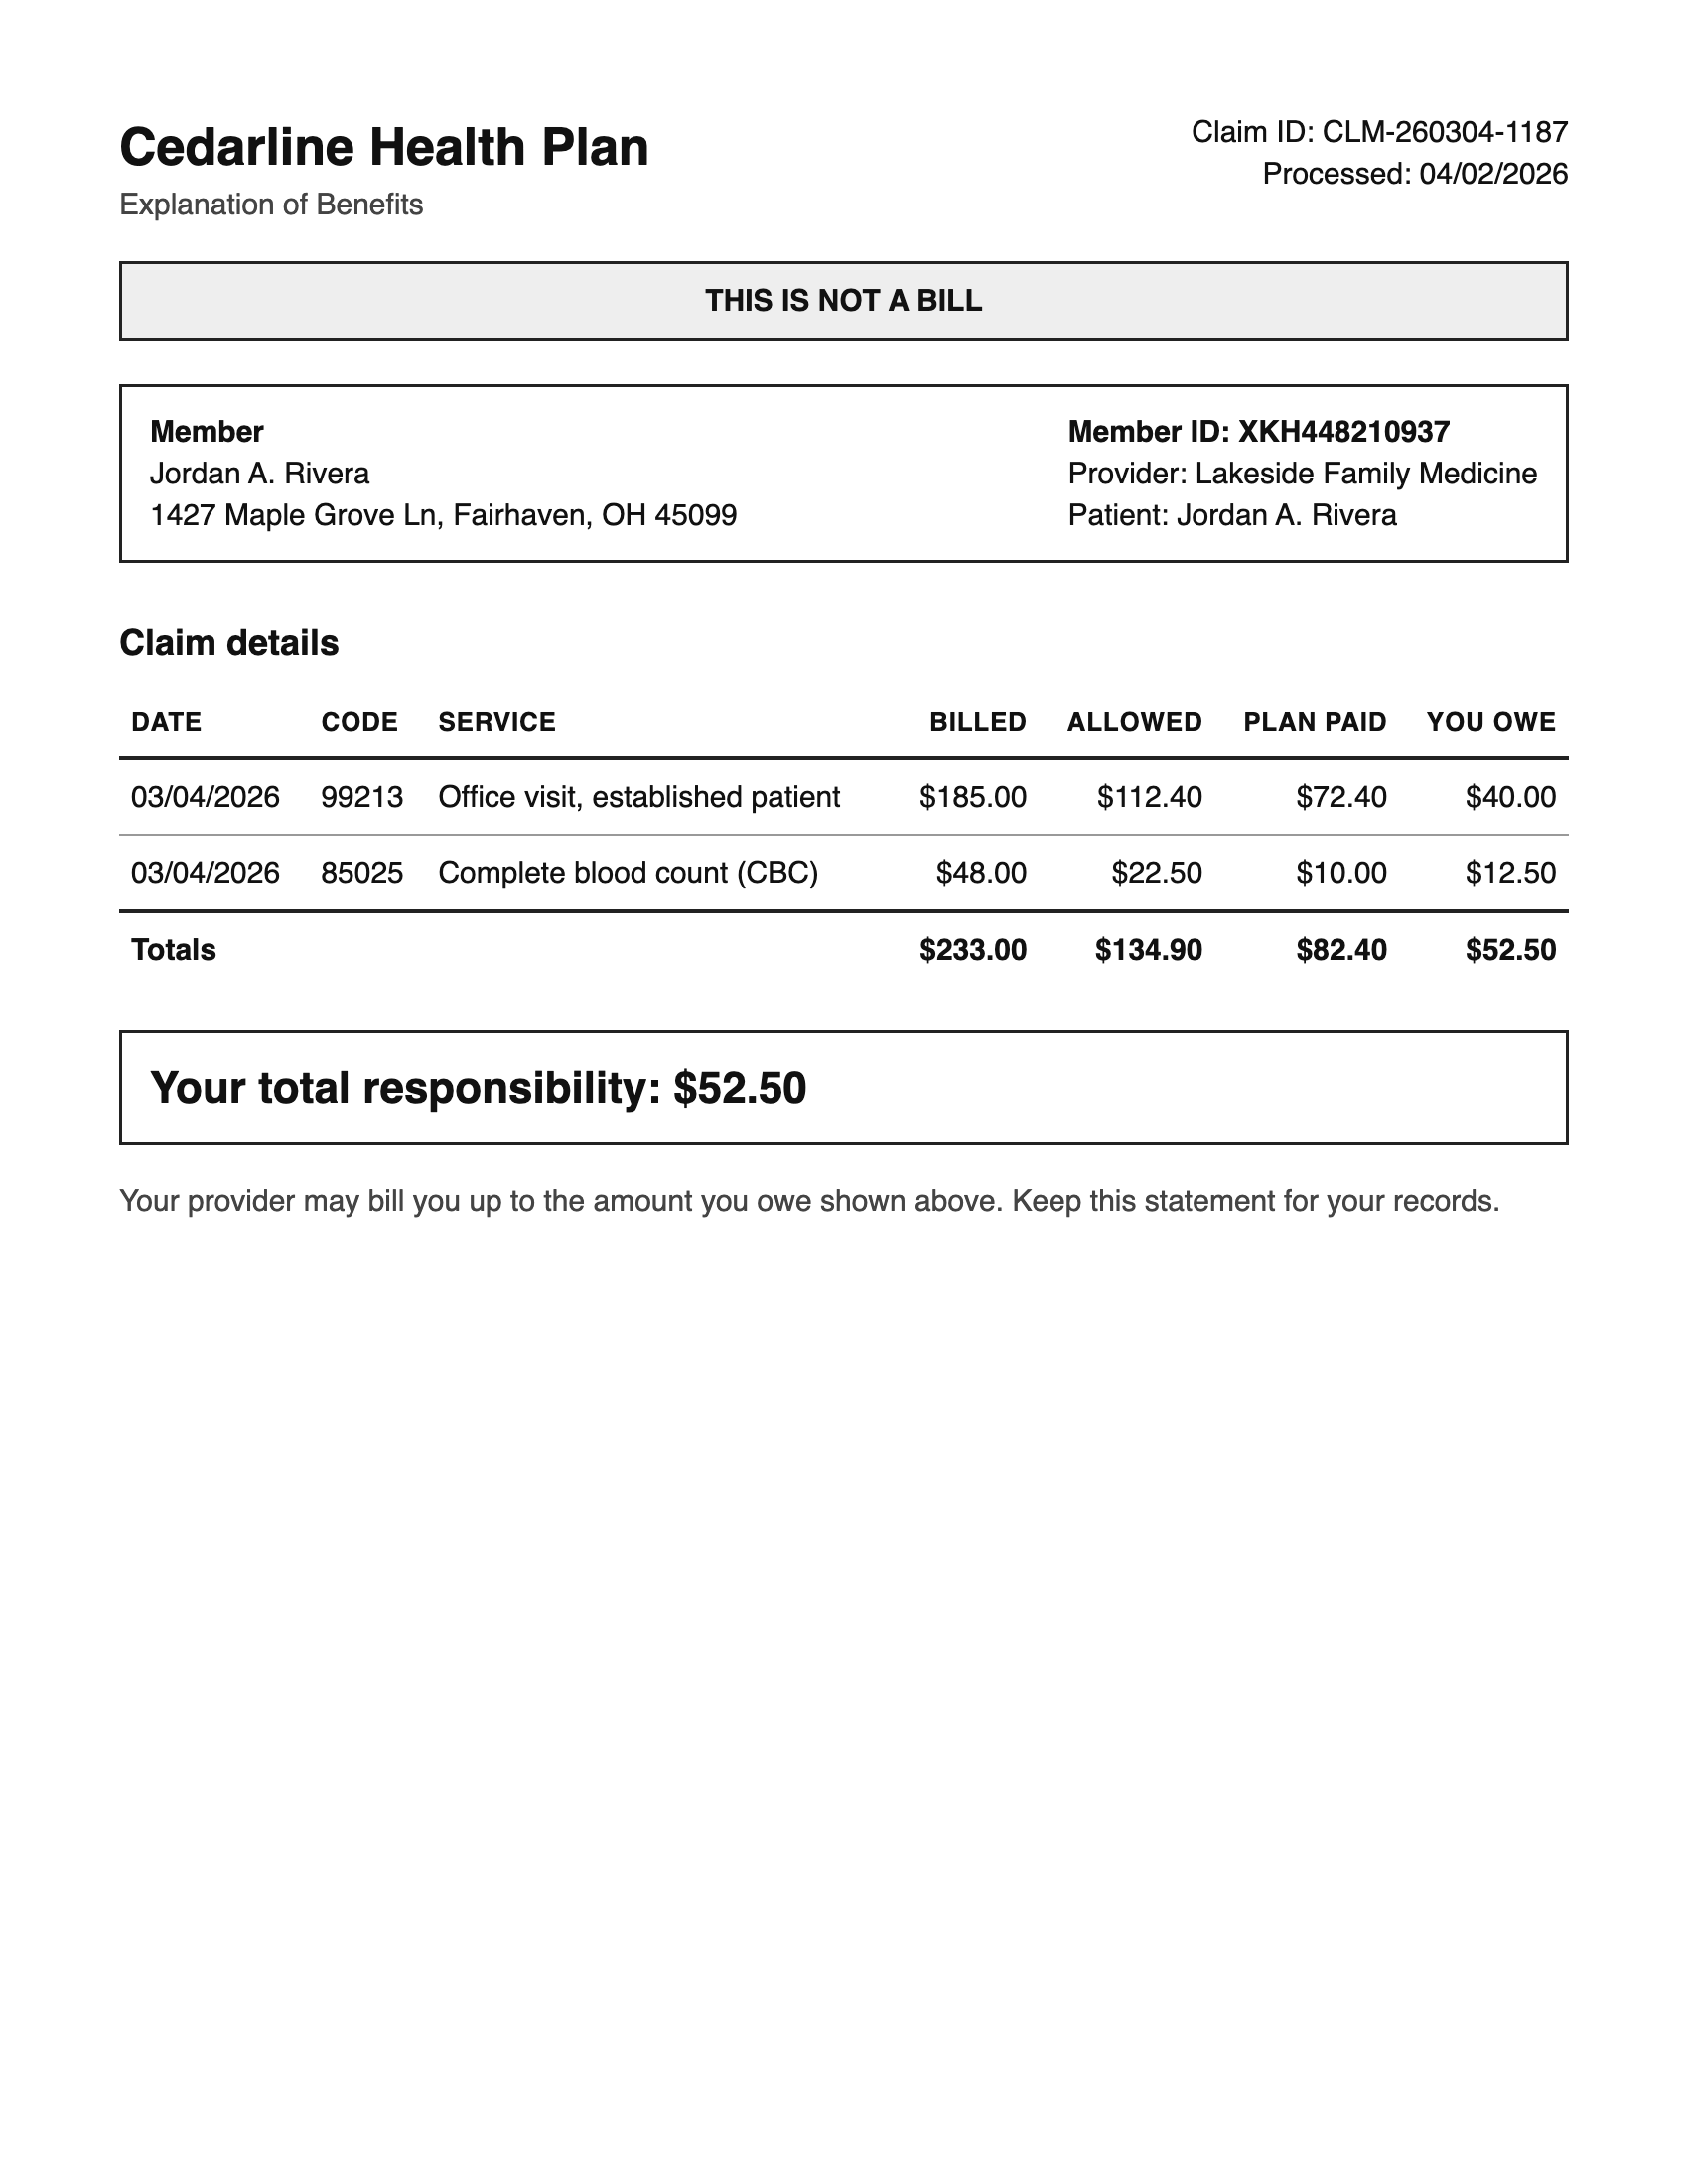 Cedarline Health Plan
Explanation of Benefits
Claim ID: CLM-260304-1187
Processed: 04/02/2026
THIS IS NOT A BILL
Member
Jordan A. Rivera
1427 Maple Grove Ln, Fairhaven, OH 45099
Member ID: XKH448210937
Provider: Lakeside Family Medicine
Patient: Jordan A. Rivera
Claim details
DATE CODE SERVICE BILLED ALLOWED PLAN PAID YOU OWE
03/04/2026 99213 Office visit, established patient $185.00 $112.40 $72.40 $40.00
03/04/2026 85025 Complete blood count (CBC) $48.00 $22.50 $10.00 $12.50
Totals $233.00 $134.90 $82.40 $52.50
Your total responsibility: $52.50
Your provider may bill you up to the amount you owe shown above. Keep this statement for your records.